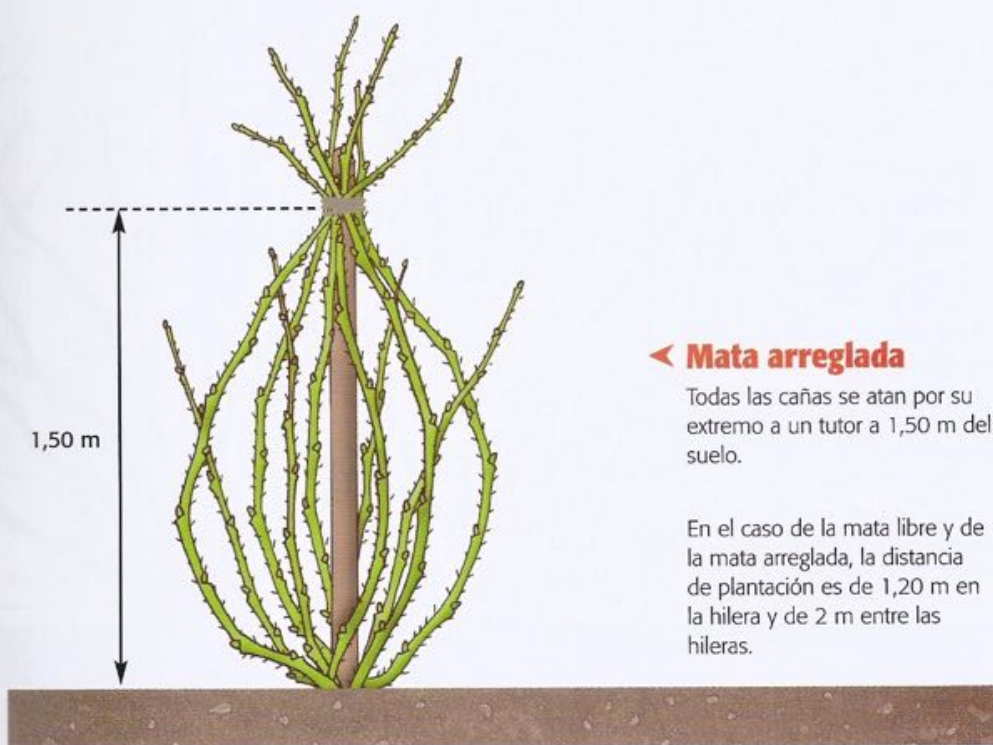 1,50 m
Mata arreglada
Todas las cañas se atan por su
extremo a un tutor a 1,50 m del
suelo.
En el caso de la mata libre y de
la mata arreglada, la distancia
de plantación es de 1,20 m en
la hilera y de 2 m entre las
hileras.